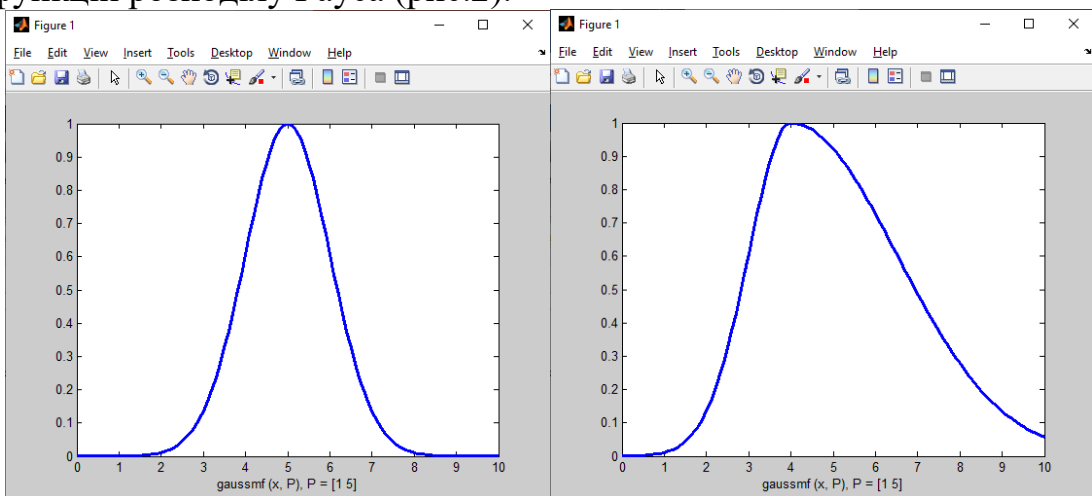 функцій розподілу Гауса (рис.2).
Figure 1
File Edit View Insert Tools Desktop Window Help
1
0.9
0.8
0.7
0.6
0.5
0.4
0.3
0.2
0.1
0
0 1 2 3 4 5 6 7 8 9 10
gaussmf (x, P), P = [1 5]
Figure 1
File Edit View Insert Tools Desktop Window Help
1
0.9
0.8
0.7
0.6
0.5
0.4
0.3
0.2
0.1
0
0 1 2 3 4 5 6 7 8 9 10
gaussmf (x, P), P = [1 5]